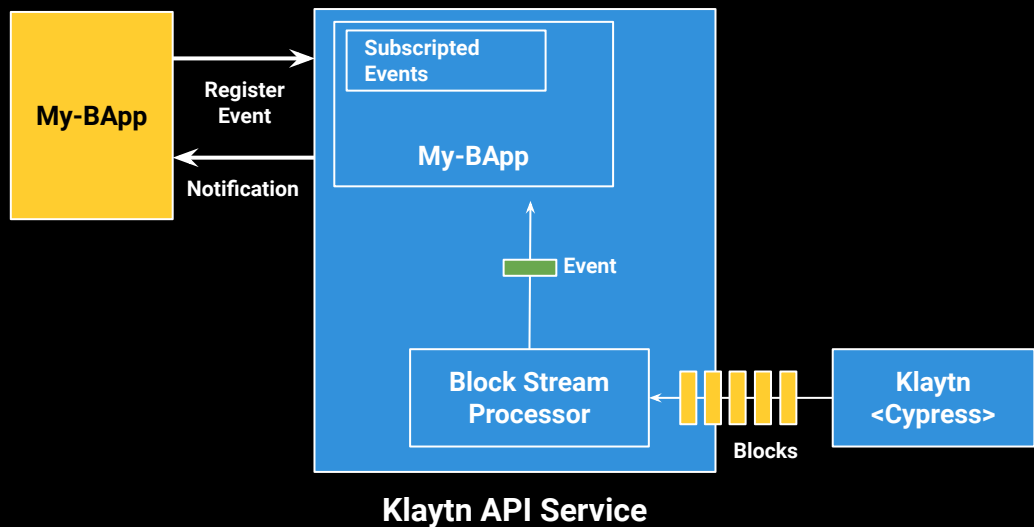 My-BApp
Register
Event
Notification
Subscripted
Events
My-BApp
Event
Block Stream
Processor
Blocks
Klaytn
<Cypress>
Klaytn API Service